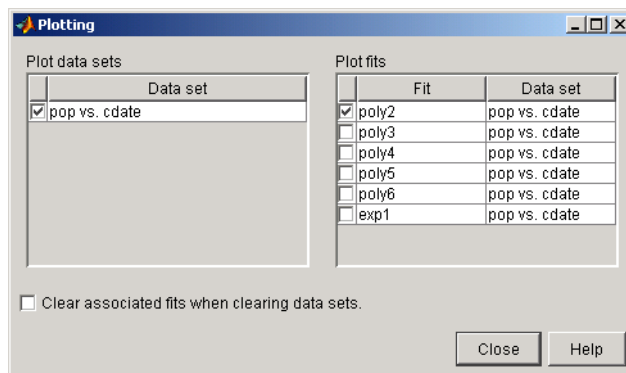 Plotting
Plot data sets
Plot fits
Data set
Fit Data set
pop vs. cdate
poly2 pop vs. cdate
poly3 pop vs. cdate
poly4 pop vs. cdate
poly5 pop vs. cdate
poly6 pop vs. cdate
exp1 pop vs. cdate
Clear associated fits when clearing data sets.
Close Help